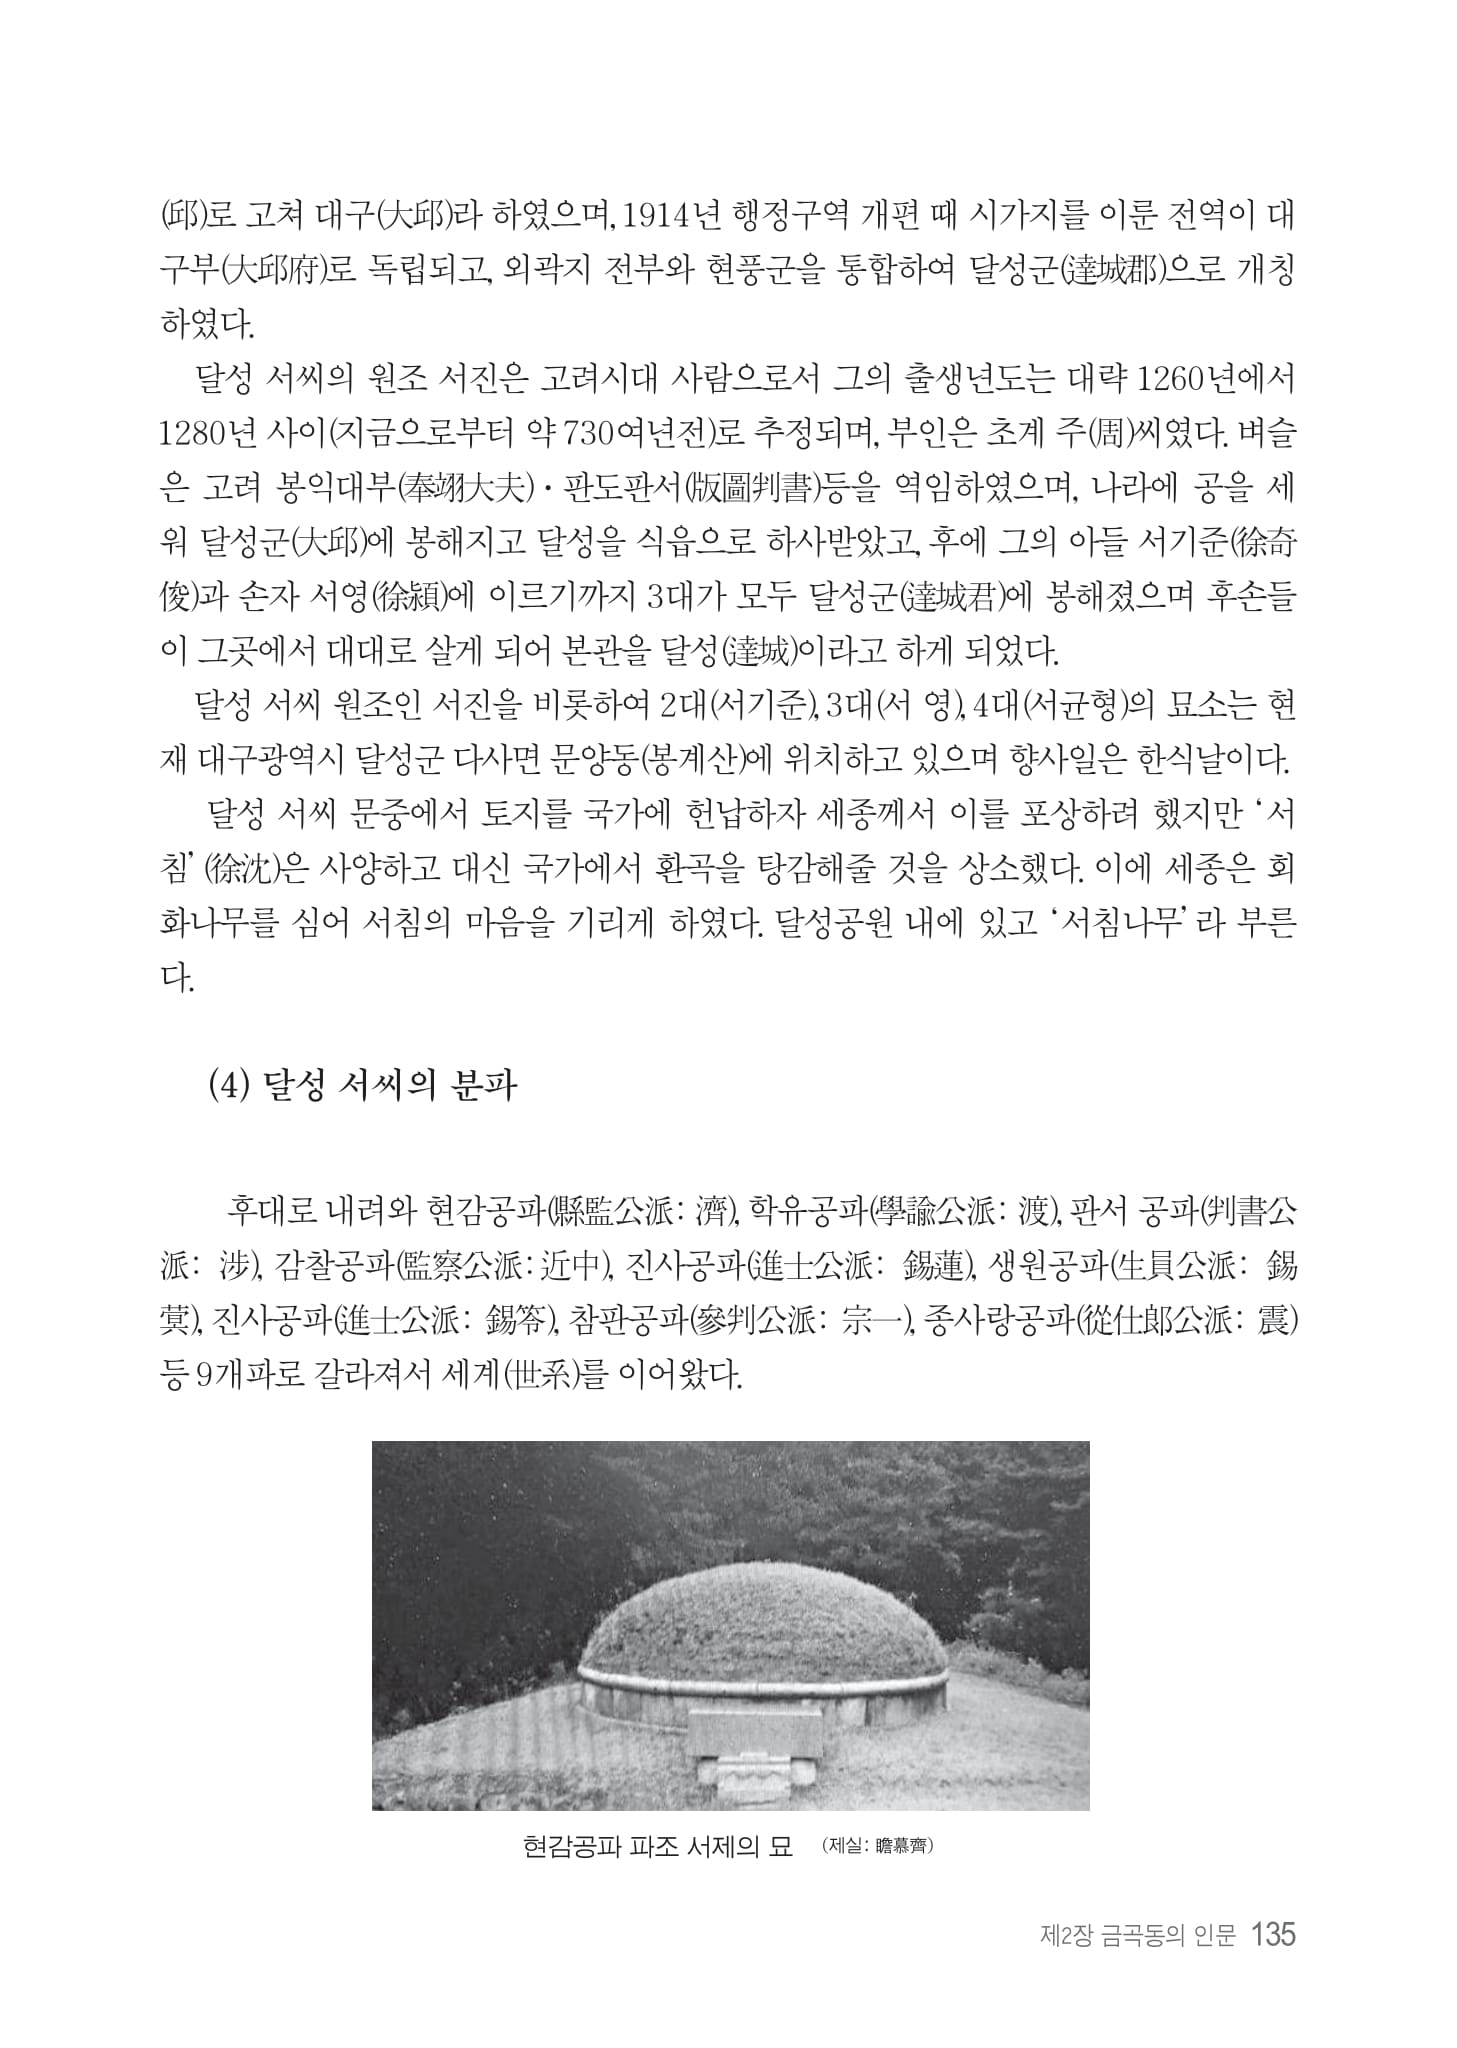 (邱)로 고쳐 대구(大邱)라 하였으며, 1914년 행정구역 개편 때 시가지를 이룬 전역이 대
구부(大邱府)로 독립되고, 외곽지 전부와 현풍군을 통합하여 달성군(達城郡)으로 개칭
하였다.
달성 서씨의 원조 서진은 고려시대 사람으로서 그의 출생년도는 대략 1260년에서
1280년 사이(지금으로부터 약 730여년전)로 추정되며, 부인은 초계 주(周)씨였다. 벼슬
은 고려 봉익대부(奉翊大夫)·판도판서(版圖判書)등을 역임하였으며, 나라에 공을 세
워 달성군(大邱)에 봉해지고 달성을 식읍으로 하사받았고, 후에 그의 아들 서기준(徐奇
俊)과 손자 서영(徐潁)에 이르기까지 3대가 모두 달성군(達城君)에 봉해졌으며 후손들
이 그곳에서 대대로 살게 되어 본관을 달성(達城)이라고 하게 되었다.
달성 서씨 원조인 서진을 비롯하여 2대(서기준), 3대(서 영), 4대(서균형)의 묘소는 현
재 대구광역시 달성군 다사면 문양동(봉계산)에 위치하고 있으며 향사일은 한식날이다.
달성 서씨 문중에서 토지를 국가에 헌납하자 세종께서 이를 포상하려 했지만 ‘서
침’ (徐沈)은 사양하고 대신 국가에서 환곡을 탕감해줄 것을 상소했다. 이에 세종은 회
화나무를 심어 서침의 마음을 기리게 하였다. 달성공원 내에 있고 ‘서침나무’ 라 부른
다.
(4) 달성 서씨의 분파
후대로 내려와 현감공파(縣監公派: 濟), 학유공파(學諭公派: 渡), 판서 공파(判書公
派: 涉), 감찰공파(監察公派: 近中), 진사공파(進士公派: 錫蓮), 생원공파(生員公派: 錫
蓂), 진사공파(進士公派: 錫笭), 참판공파(參判公派: 宗一), 종사랑공파(從仕郎公派: 震)
등 9개파로 갈라져서 세계(世系)를 이어왔다.
현감공파 파조 서제의 묘 (제실: 瞻慕齊)
제2장 금곡동의 인문 135